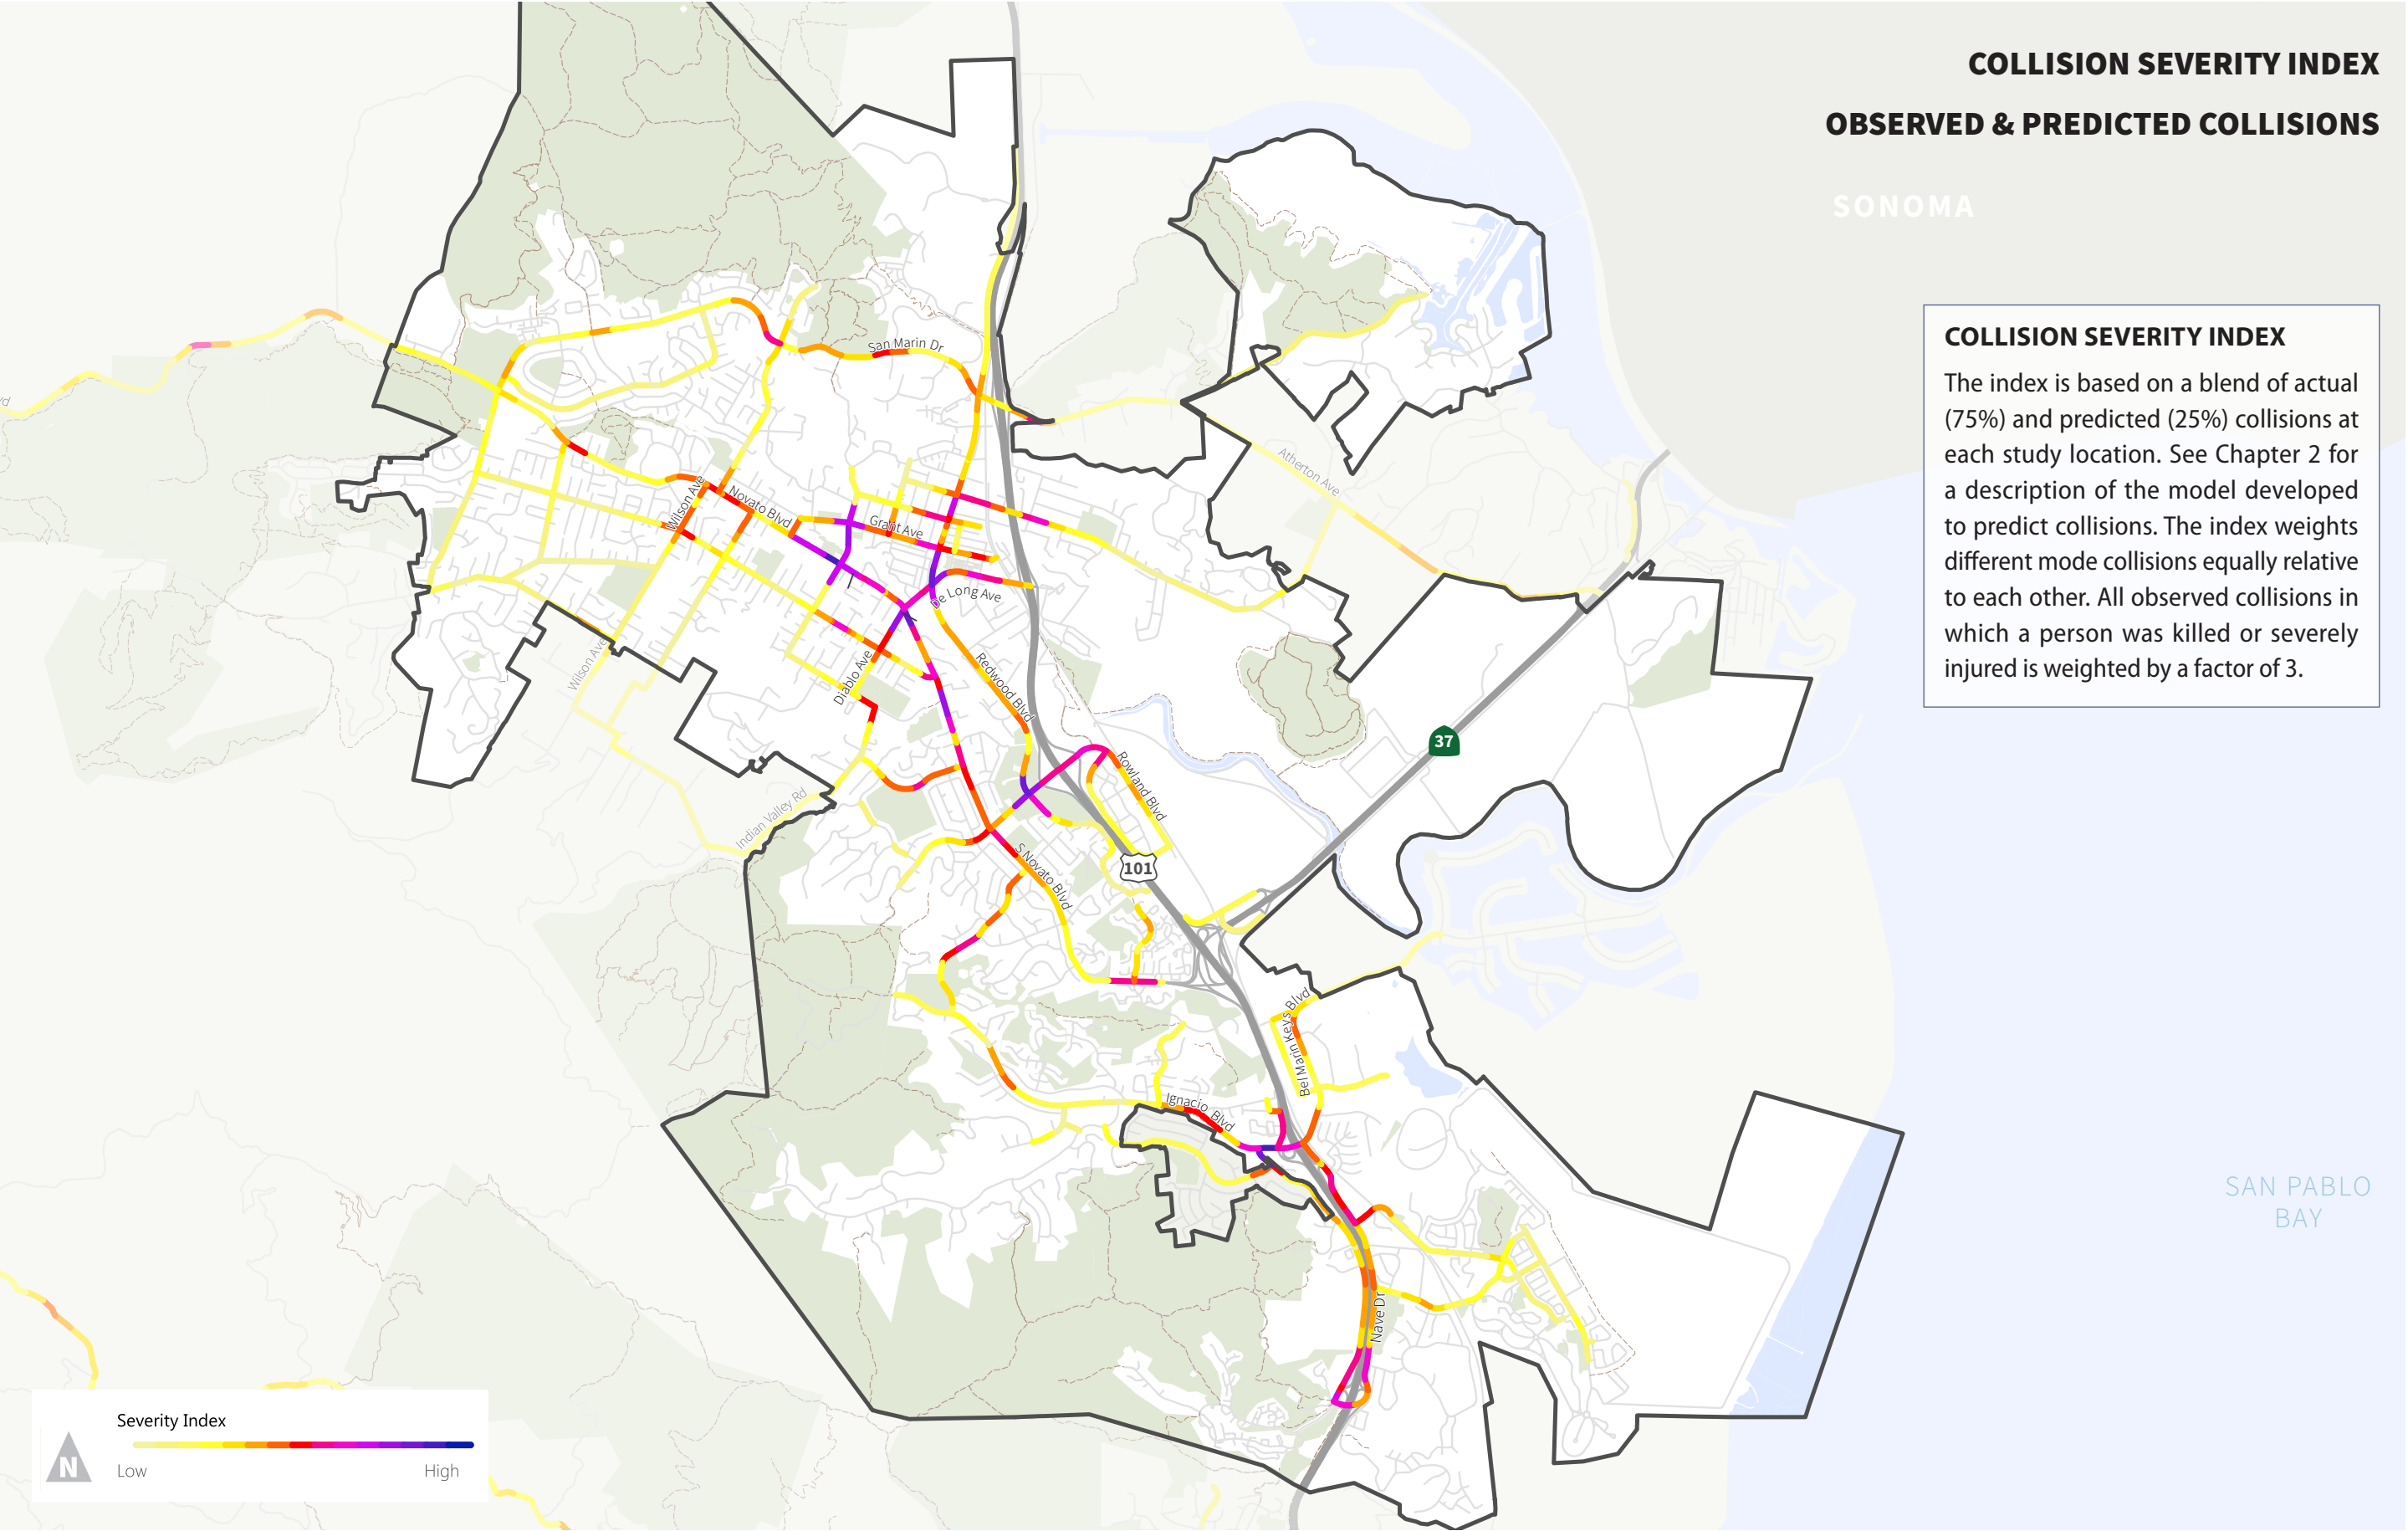 COLLISION SEVERITY INDEX
OBSERVED & PREDICTED COLLISIONS
SONOMA
COLLISION SEVERITY INDEX
The index is based on a blend of actual
(75%) and predicted (25%) collisions at
each study location. See Chapter 2 for
a description of the model developed
to predict collisions. The index weights
different mode collisions equally relative
to each other. All observed collisions in
which a person was killed or severely
injured is weighted by a factor of 3.
San Marin Dr
Atherton Ave
Wilson Ave
Novato Blvd
Grant Ave
De Long Ave
Wilson Ave
Diablo Ave
Redwood Blvd
37
Rowland Blvd
Indian Valley Rd
101
S Novato Blvd
Bel Marin Keys Blvd
Ignacio Blvd
SAN PABLO
BAY
Nave Dr
Severity Index
N
Low High